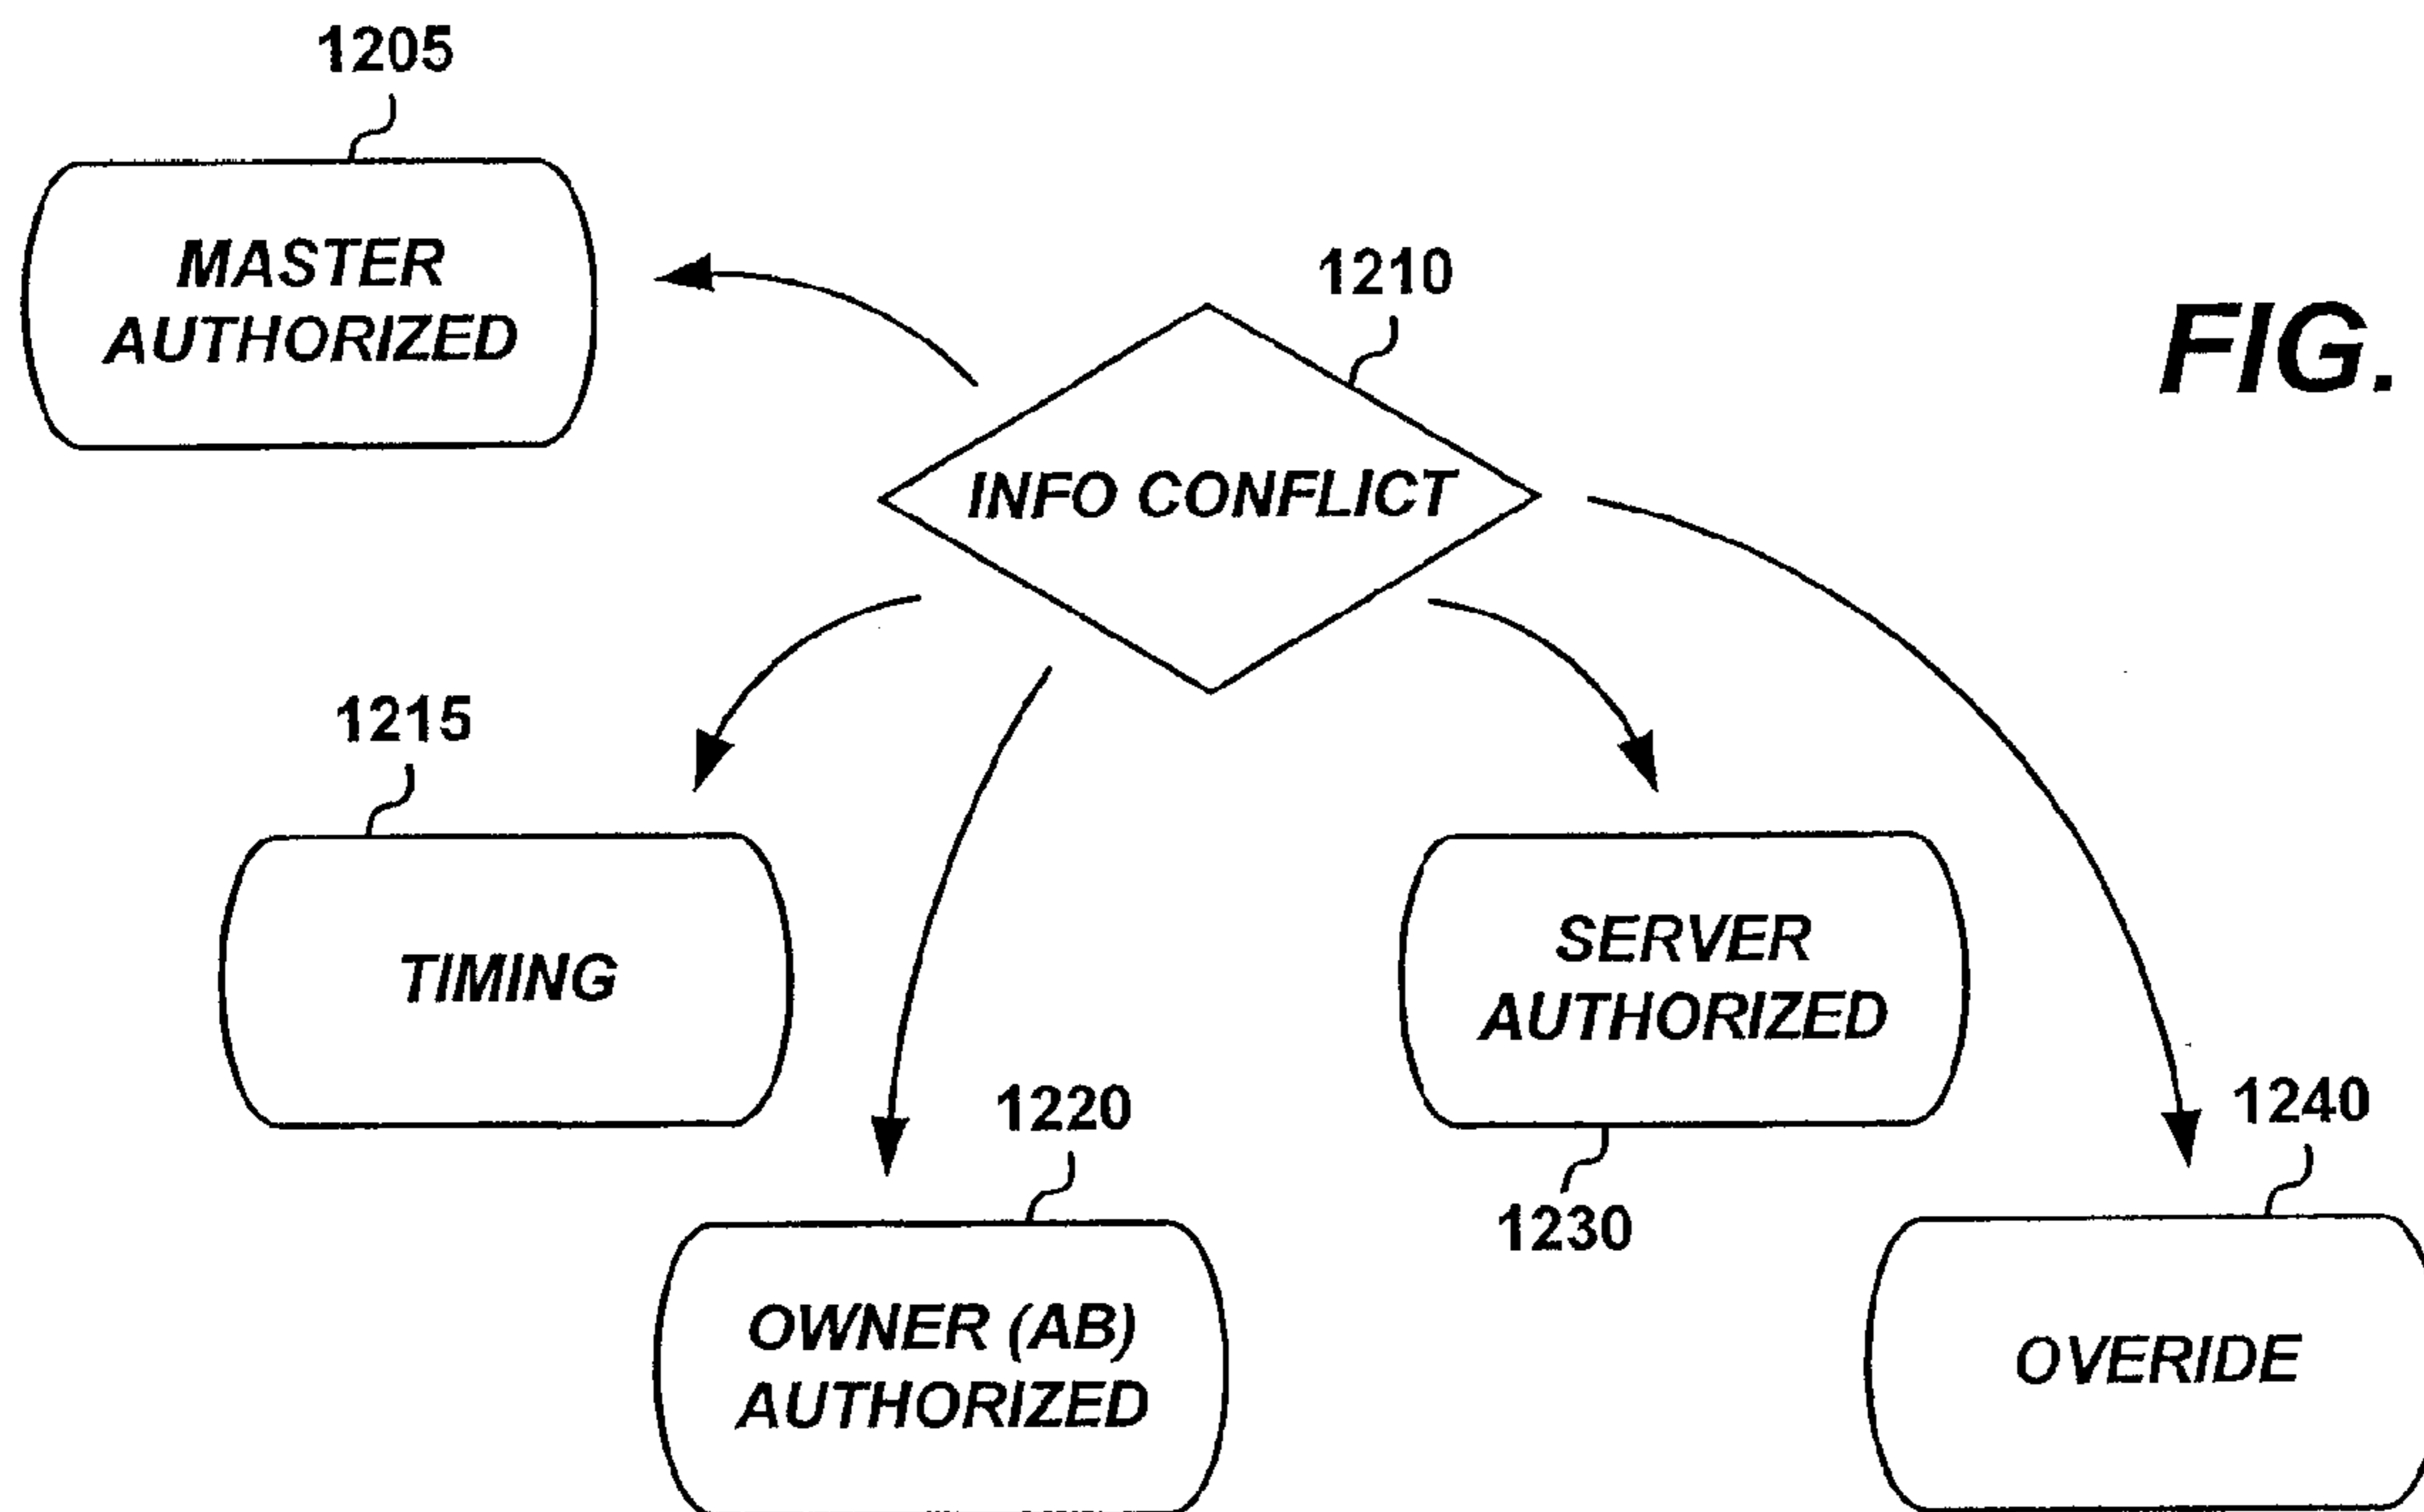 1205
MASTER
AUTHORIZED
1210
FIG.
INFO CONFLICT
1215
TIMING
SERVER
AUTHORIZED
1220
1230
1240
OWNER (AB)
AUTHORIZED
OVERIDE